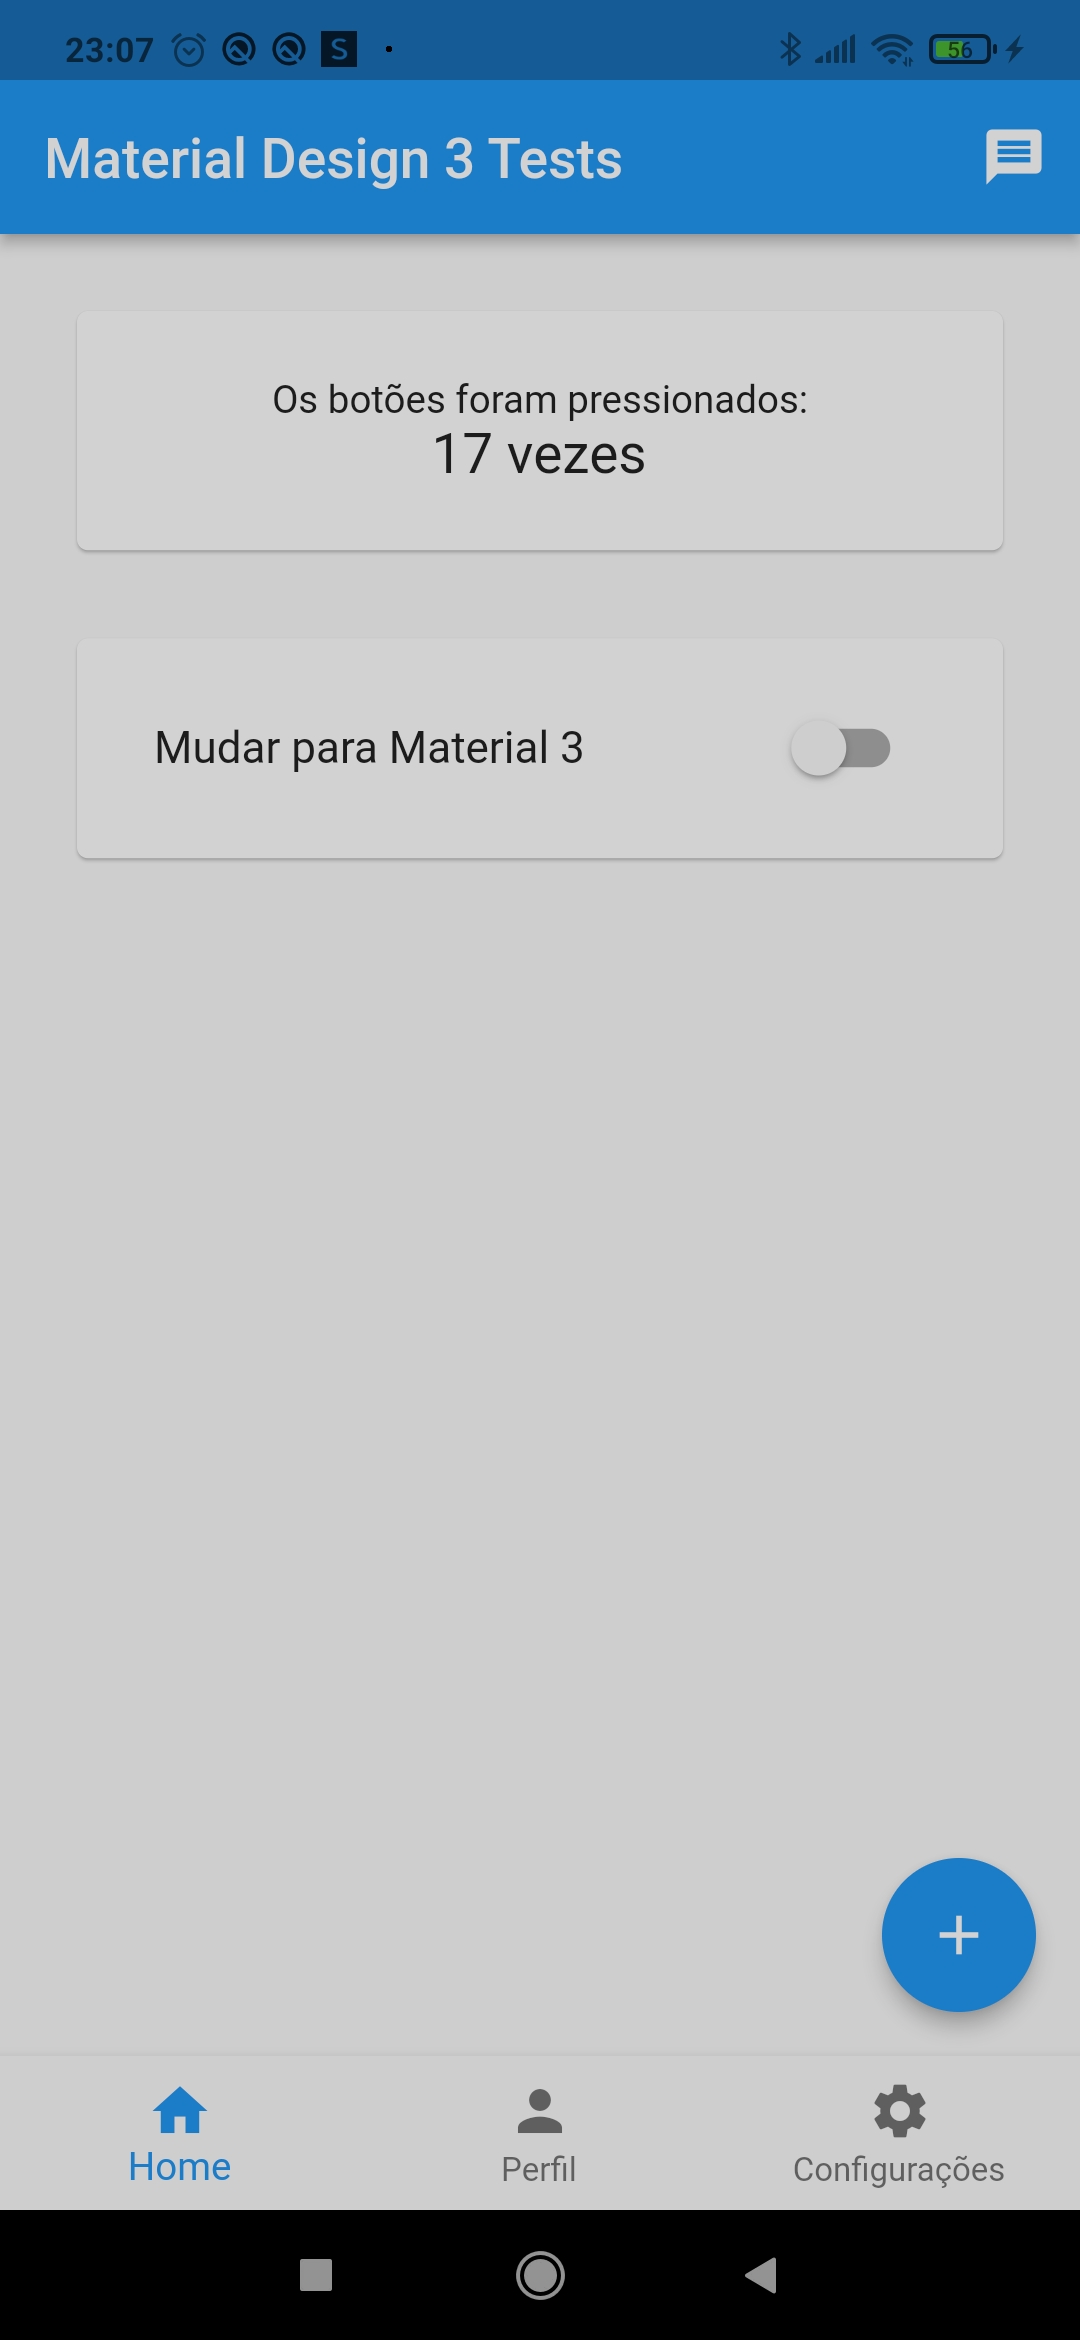 23:07 S 56
Material Design 3 Tests
Os botões foram pressionados:
17 vezes
Mudar para Material 3
Home Perfil Configurações